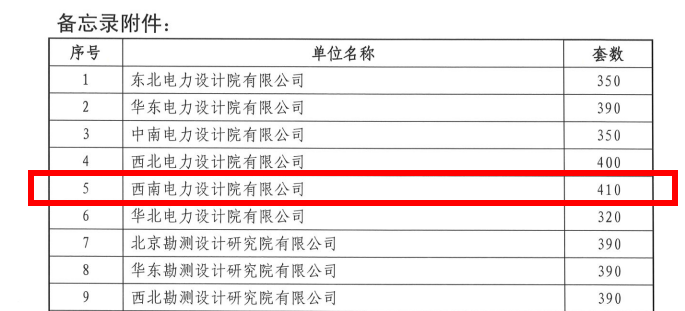 备忘录附件：
序号 单位名称 套数
1 东北电力设计院有限公司 350
2 华东电力设计院有限公司 390
3 中南电力设计院有限公司 350
4 西北电力设计院有限公司 400
5 西南电力设计院有限公司 410
6 华北电力设计院有限公司 320
7 北京勘测设计研究院有限公司 390
8 华东勘测设计研究院有限公司 390
9 西北勘测设计研究院有限公司 390